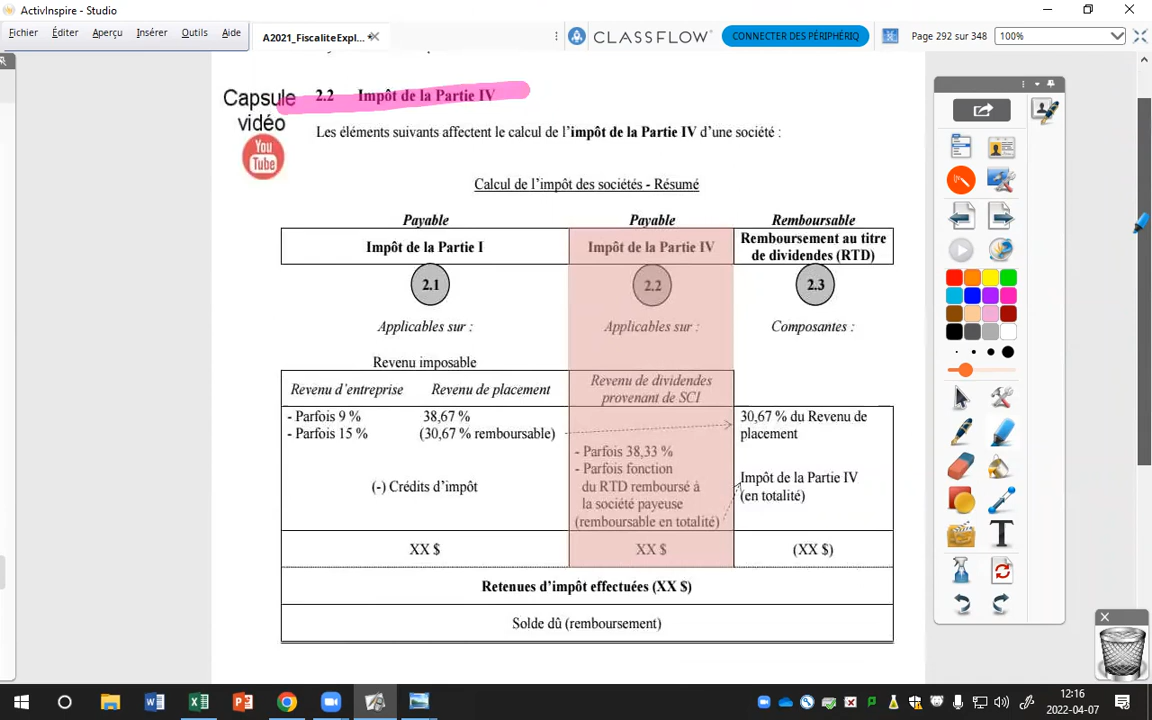 ActivInspire - Studio
Fichier Éditer Aperçu Insérer Outils Aide
A2021_FiscaliteExpl...
CLASSFLOW
CONNECTER DES PÉRIPHÉRIQ
Page 292 sur 348
100%
Capsule
vidéo
You
Tube
2.2 Impôt de la Partie IV
Les éléments suivants affectent le calcul de l'impôt de la Partie IV d'une société :
Calcul de l'impôt des sociétés - Résumé
Payable Payable Remboursable
Impôt de la Partie I Impôt de la Partie IV Remboursement au titre
de dividendes (RTD)
2.1 2.2 2.3
Applicables sur : Applicables sur : Composantes :
Revenu imposable
Revenu d'entreprise Revenu de placement Revenu de dividendes
provenant de SCI
- Parfois 9 % 38,67 % 30,67 % du Revenu de
- Parfois 15 % (30,67 % remboursable) placement
- Parfois 38,33 %
- Parfois fonction
du RTD remboursé à
la société payeuse
(remboursable en totalité)
(-) Crédits d'impôt
Impôt de la Partie IV
(en totalité)
XX $ XX $ (XX $)
Retenues d'impôt effectuées (XX $)
Solde dû (remboursement)
12:16
2022-04-07